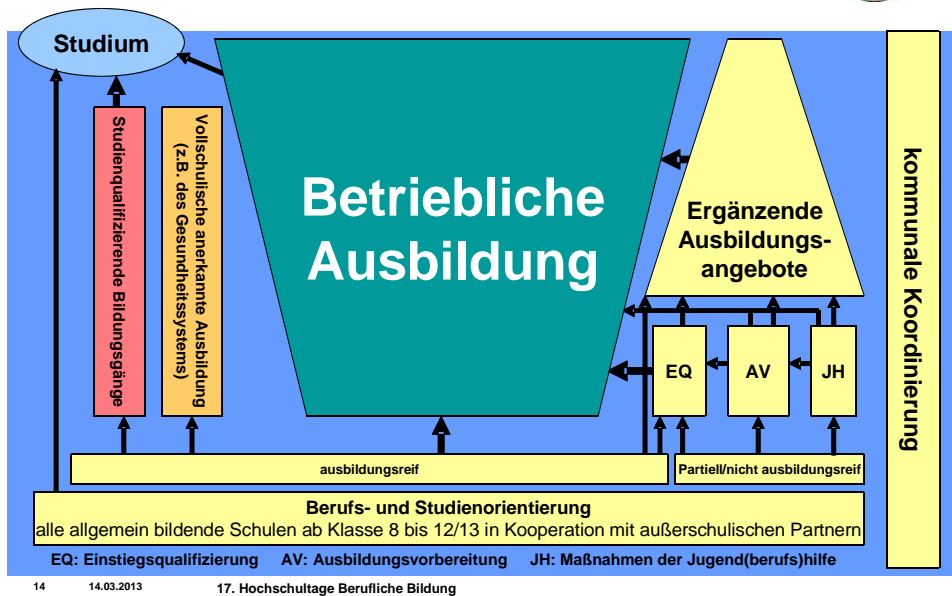 Studium
Studienqualifizierende Bildungsgänge
Vollschulische anerkannte Ausbildung
(z.B. des Gesundheitssystems)
Betriebliche
Ausbildung
Ergänzende
Ausbildungs-
angebote
kommunale Koordinierung
EQ
AV
JH
ausbildungsreif
Partiell/nicht ausbildungsreif
Berufs- und Studienorientierung
alle allgemein bildende Schulen ab Klasse 8 bis 12/13 in Kooperation mit außerschulischen Partnern
EQ: Einstiegsqualifizierung AV: Ausbildungsvorbereitung JH: Maßnahmen der Jugend(berufs)hilfe
14 14.03.2013 17. Hochschultage Berufliche Bildung